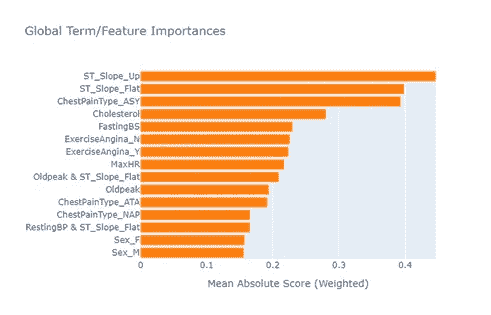 Global Term/Feature Importances
ST_Slope_Up
ST_Slope_Flat
ChestPainType_ASY
Cholesterol
FastingBS
ExerciseAngina_N
ExerciseAngina_Y
MaxHR
Oldpeak & ST_Slope_Flat
Oldpeak
ChestPainType_ATA
ChestPainType_NAP
RestingBP & ST_Slope_Flat
Sex_F
Sex_M
0 0.1 0.2 0.3 0.4
Mean Absolute Score (Weighted)